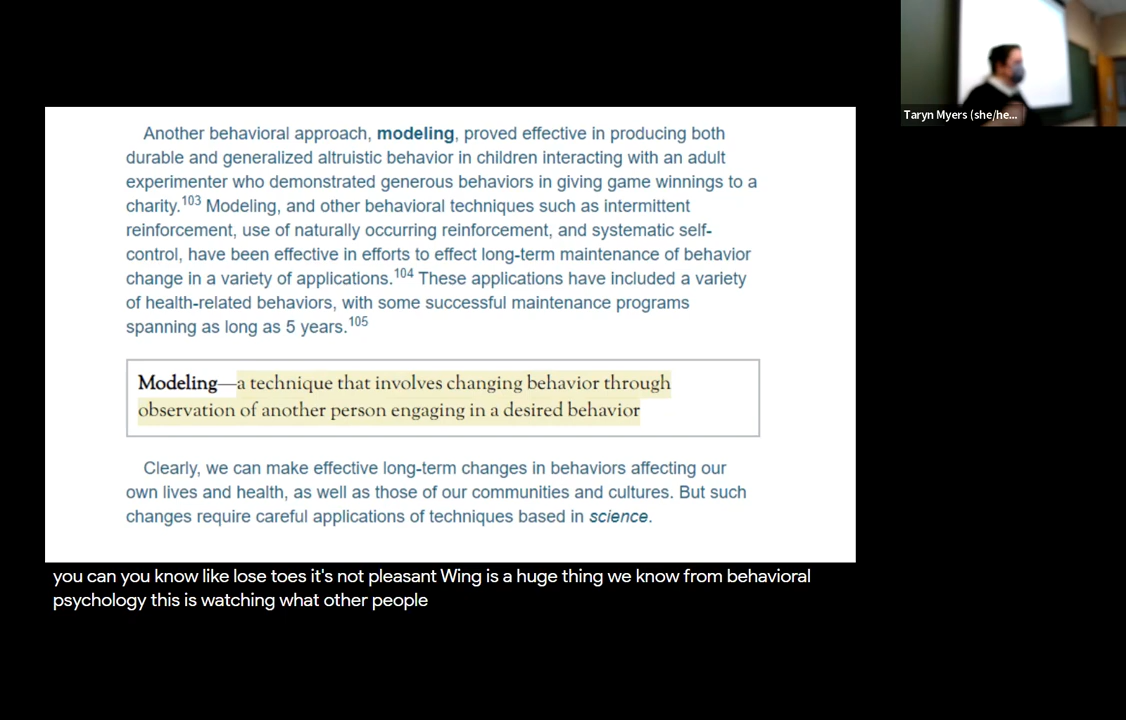 Taryn Myers (she/he...
Another behavioral approach, modeling, proved effective in producing both
durable and generalized altruistic behavior in children interacting with an adult
experimenter who demonstrated generous behaviors in giving game winnings to a
charity.103 Modeling, and other behavioral techniques such as intermittent
reinforcement, use of naturally occurring reinforcement, and systematic self-
control, have been effective in efforts to effect long-term maintenance of behavior
change in a variety of applications.104 These applications have included a variety
of health-related behaviors, with some successful maintenance programs
spanning as long as 5 years.105
Modeling—a technique that involves changing behavior through
observation of another person engaging in a desired behavior
Clearly, we can make effective long-term changes in behaviors affecting our
own lives and health, as well as those of our communities and cultures. But such
changes require careful applications of techniques based in science.
you can you know like lose toes it's not pleasant Wing is a huge thing we know from behavioral
psychology this is watching what other people